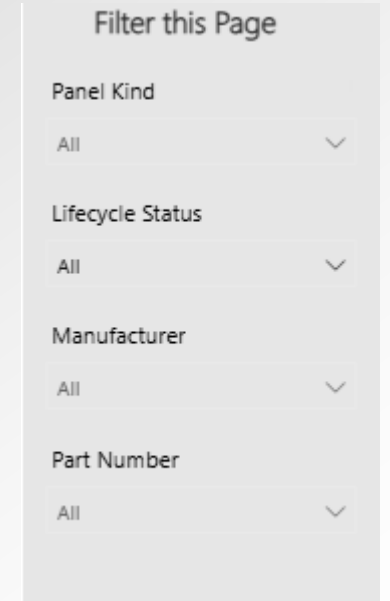 Filter this Page
Panel Kind
All
Lifecycle Status
All
Manufacturer
All
Part Number
All